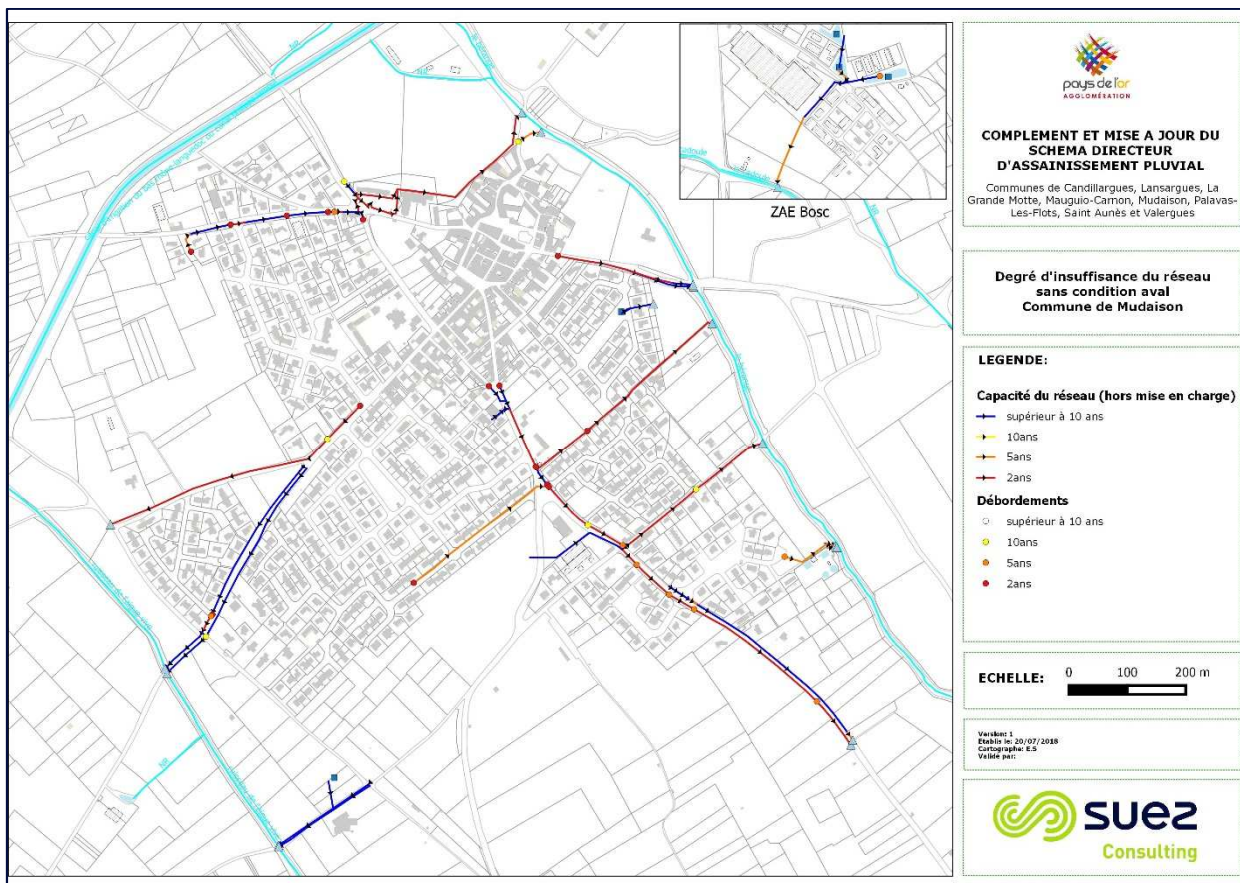 ZAE Bosc
pays de l'or
AGGLOMÉRATION
COMPLEMENT ET MISE A JOUR DU
SCHEMA DIRECTEUR
D'ASSAINISSEMENT PLUVIAL
Communes de Candillargues, Lansargues, La
Grande Motte, Mauguio-Carnon, Mudaison, Palavas-
Les-Flots, Saint Aunès et Valergues
Degré d'insuffisance du réseau
sans condition aval
Commune de Mudaison
LEGENDE:
Capacité du réseau (hors mise en charge)
supérieur à 10 ans
10ans
5ans
2ans
Débordements
supérieur à 10 ans
10ans
5ans
2ans
ECHELLE:
0 100 200 m
Version: 1
Etablis le: 20/07/2018
Cartographe: E.S
Validé par:
suez
Consulting